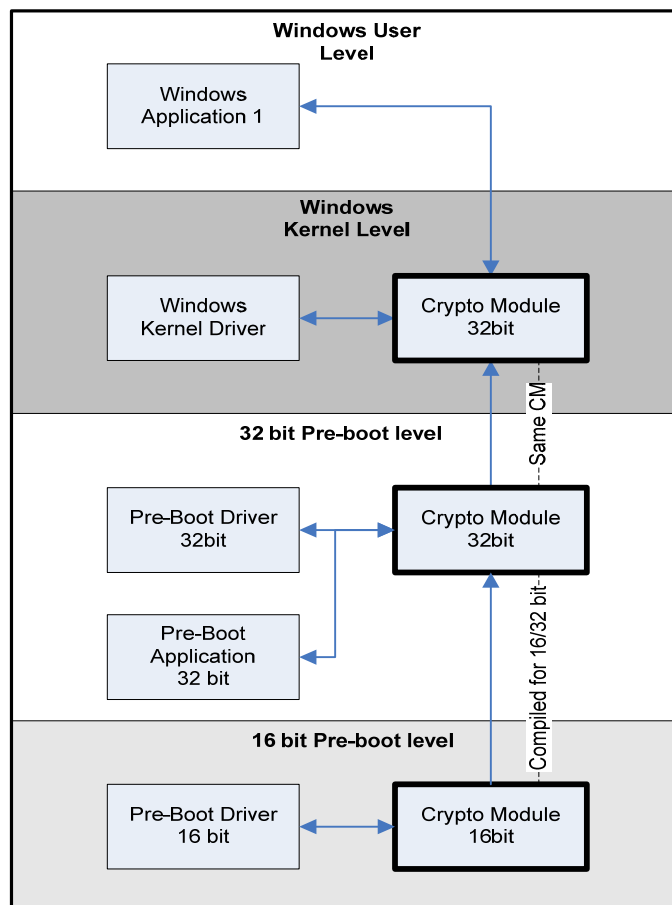 Windows User
Level
Windows
Application 1
Windows
Kernel Level
Windows
Kernel Driver
Crypto Module
32bit
Same CM
32 bit Pre-boot level
Pre-Boot Driver
32bit
Crypto Module
32bit
Pre-Boot
Application
32 bit
Compiled for 16/32 bit
16 bit Pre-boot level
Pre-Boot Driver
16 bit
Crypto Module
16bit